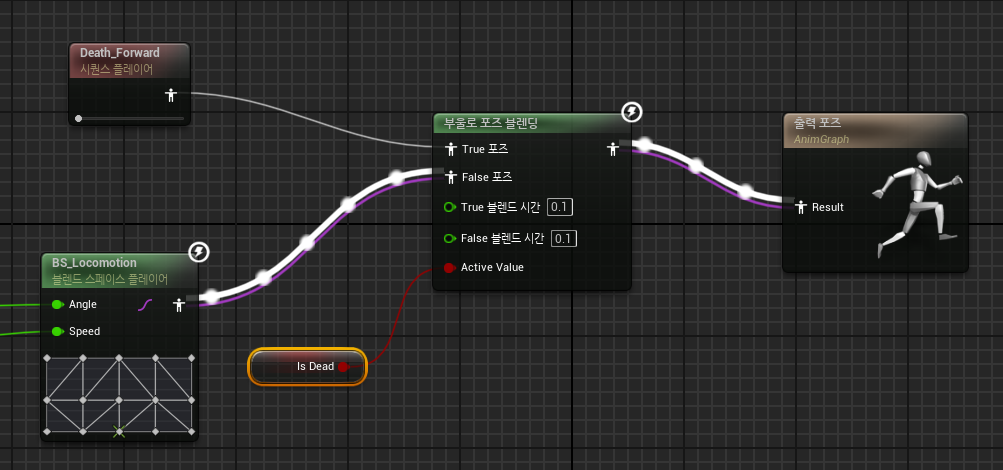 Death_Forward
시퀀스 플레이어
부울로 포즈 블렌딩
True 포즈
False 포즈
True 블렌드 시간 0.1
False 블렌드 시간 0.1
Active Value
출력 포즈
AnimGraph
Result
BS_Locomotion
블렌드 스페이스 플레이어
Angle
Speed
Is Dead